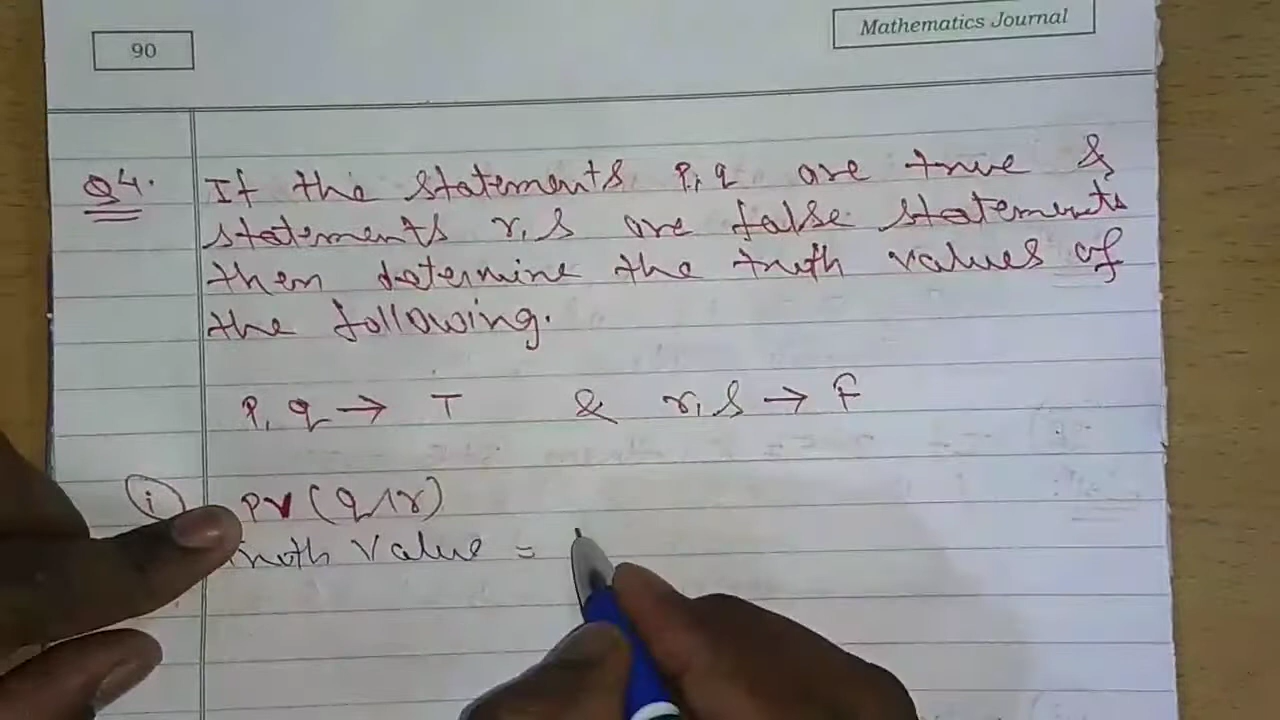 90
Mathematics Journal
Q4. If the statements p, q are true &
statements r, s are false statements
then determine the truth values of
the following.
p, q → T & r, s → F
(i) p∨(q∧r)
Truth Value =